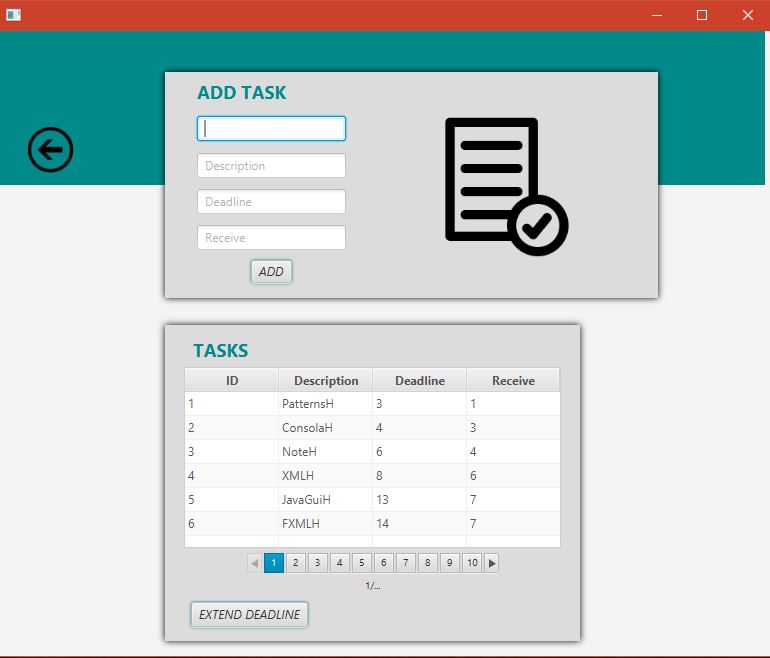 ADD TASK
Description
Deadline
Receive
ADD
TASKS
ID Description Deadline Receive
1 PatternsH 3 1
2 ConsolaH 4 3
3 NoteH 6 4
4 XMLH 8 6
5 JavaGuiH 13 7
6 FXMLH 14 7
1 2 3 4 5 6 7 8 9 10
1/...
EXTEND DEADLINE